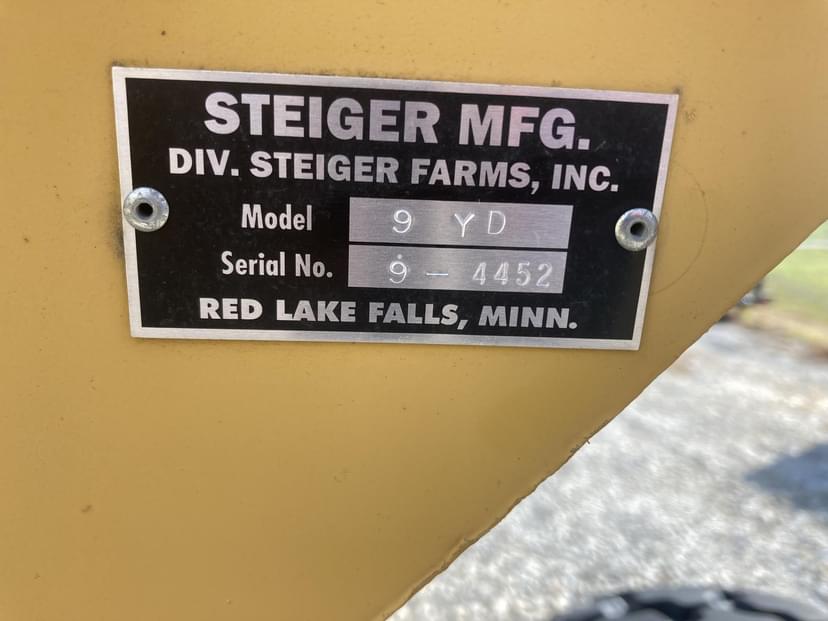 STEIGER MFG.
DIV. STEIGER FARMS, INC.
Model 9 YD
Serial No. 9 - 4452
RED LAKE FALLS, MINN.